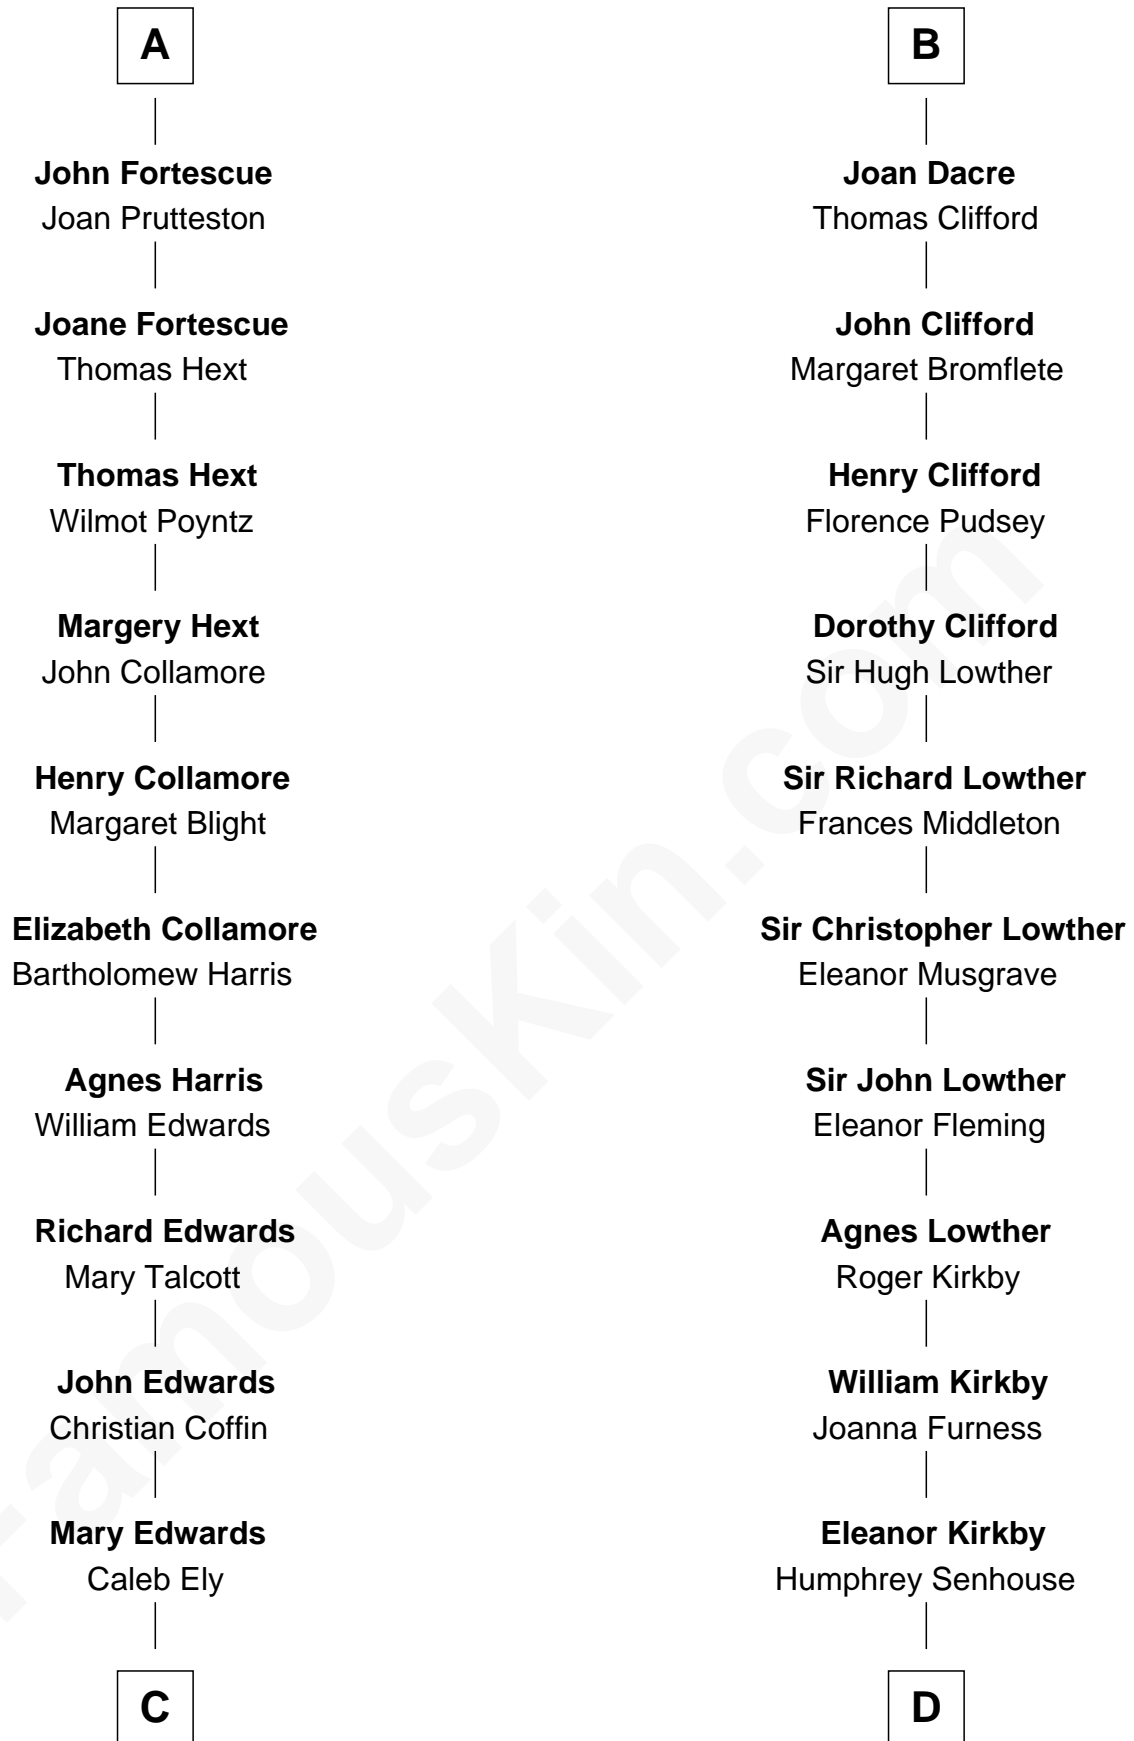 A
John Fortescue
Joan Prutteston
Joane Fortescue
Thomas Hext
Thomas Hext
Wilmot Poyntz
Margery Hext
John Collamore
Henry Collamore
Margaret Blight
Elizabeth Collamore
Bartholomew Harris
Agnes Harris
William Edwards
Richard Edwards
Mary Talcott
John Edwards
Christian Coffin
Mary Edwards
Caleb Ely
C
B
Joan Dacre
Thomas Clifford
John Clifford
Margaret Bromflete
Henry Clifford
Florence Pudsey
Dorothy Clifford
Sir Hugh Lowther
Sir Richard Lowther
Frances Middleton
Sir Christopher Lowther
Eleanor Musgrave
Sir John Lowther
Eleanor Fleming
Agnes Lowther
Roger Kirkby
William Kirkby
Joanna Furness
Eleanor Kirkby
Humphrey Senhouse
D
FamousKin.com